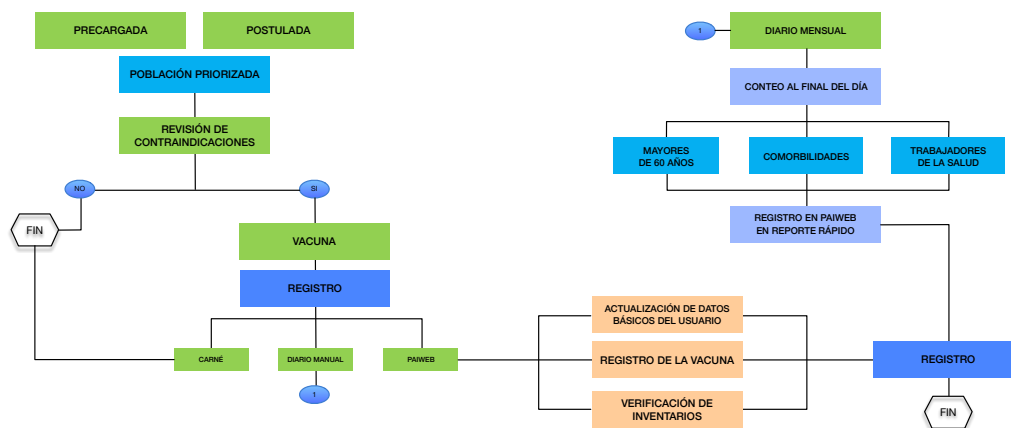 PRECARGADA
POSTULADA
POBLACIÓN PRIORIZADA
REVISIÓN DE
CONTRAINDICACIONES
NO
SI
FIN
VACUNA
REGISTRO
CARNÉ
DIARIO MANUAL
PAIWEB
1
1
DIARIO MENSUAL
CONTEO AL FINAL DEL DÍA
MAYORES
DE 60 AÑOS
COMORBILIDADES
TRABAJADORES
DE LA SALUD
REGISTRO EN PAIWEB
EN REPORTE RÁPIDO
ACTUALIZACIÓN DE DATOS
BÁSICOS DEL USUARIO
REGISTRO DE LA VACUNA
VERIFICACIÓN DE
INVENTARIOS
REGISTRO
FIN